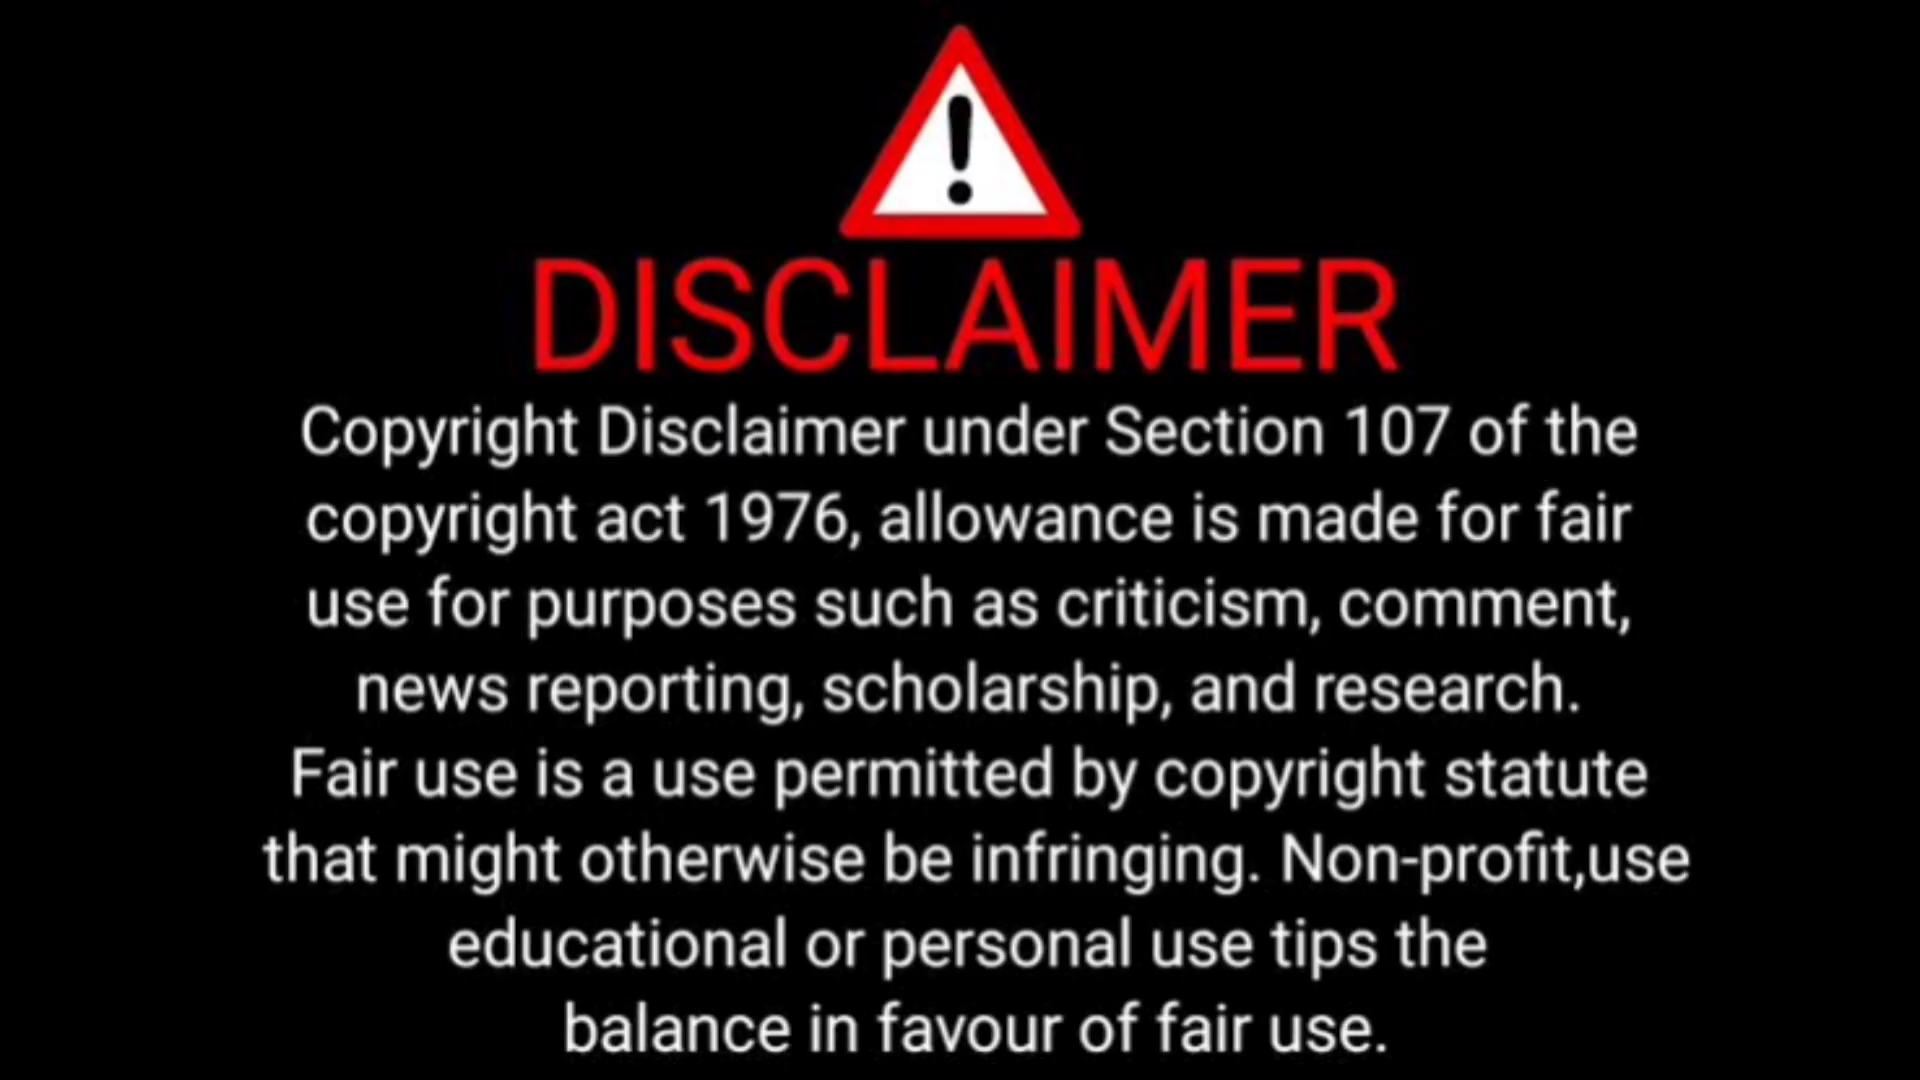 DISCLAIMER
Copyright Disclaimer under Section 107 of the
copyright act 1976, allowance is made for fair
use for purposes such as criticism, comment,
news reporting, scholarship, and research.
Fair use is a use permitted by copyright statute
that might otherwise be infringing. Non-profit,use
educational or personal use tips the
balance in favour of fair use.